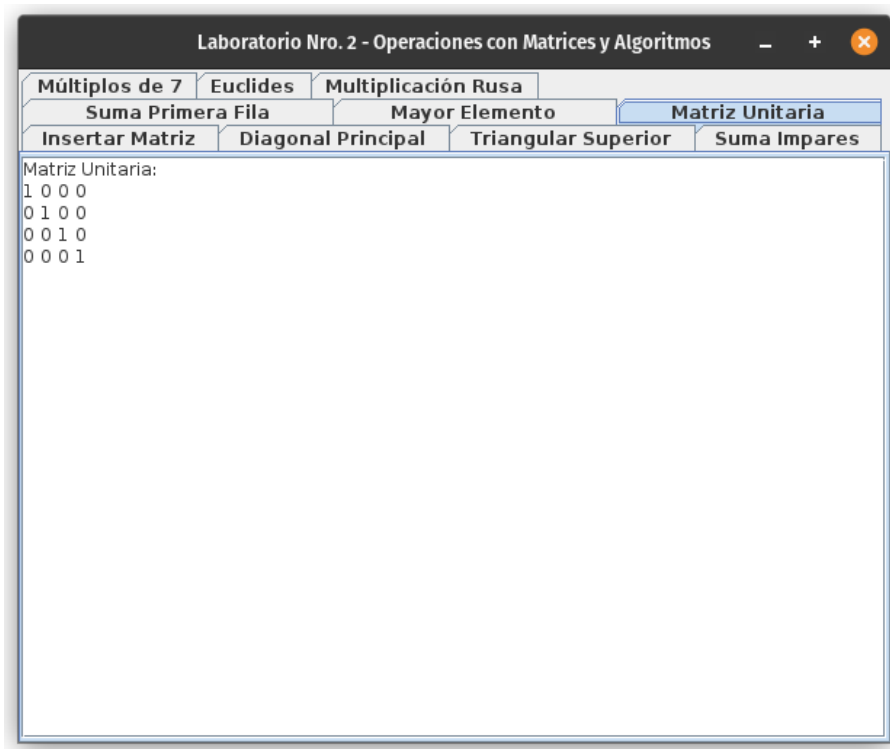 Laboratorio Nro. 2 - Operaciones con Matrices y Algoritmos
Múltiplos de 7 Euclides Multiplicación Rusa
Suma Primera Fila Mayor Elemento Matriz Unitaria
Insertar Matriz Diagonal Principal Triangular Superior Suma Impares
Matriz Unitaria:
1 0 0 0
0 1 0 0
0 0 1 0
0 0 0 1